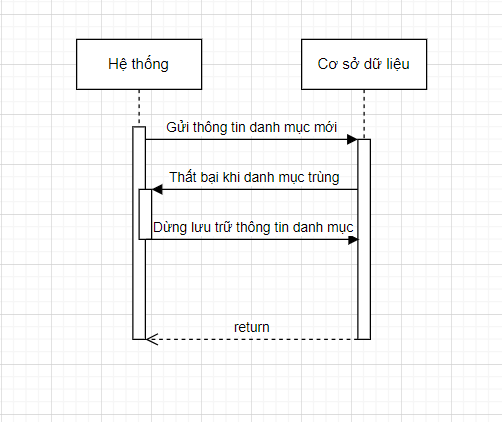 Hệ thống
Cơ sở dữ liệu
Gửi thông tin danh mục mới
Thất bại khi danh mục trùng
Dừng lưu trữ thông tin danh mục
return